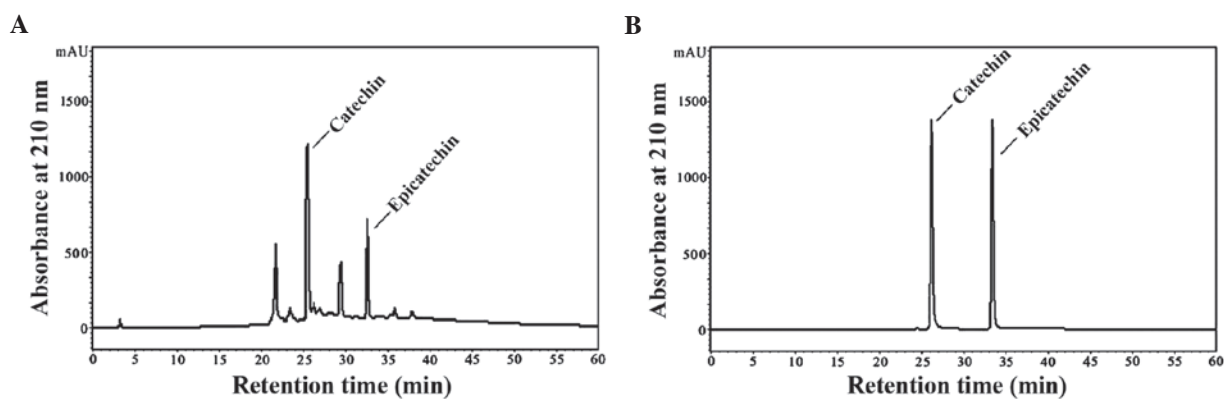 A
mAU
Absorbance at 210 nm
1500
1000
500
0
Catechin
Epicatechin
0 5 10 15 20 25 30 35 40 45 50 55 60
Retention time (min)
B
mAU
Absorbance at 210 nm
1500
1000
500
0
Catechin
Epicatechin
0 5 10 15 20 25 30 35 40 45 50 55 60
Retention time (min)